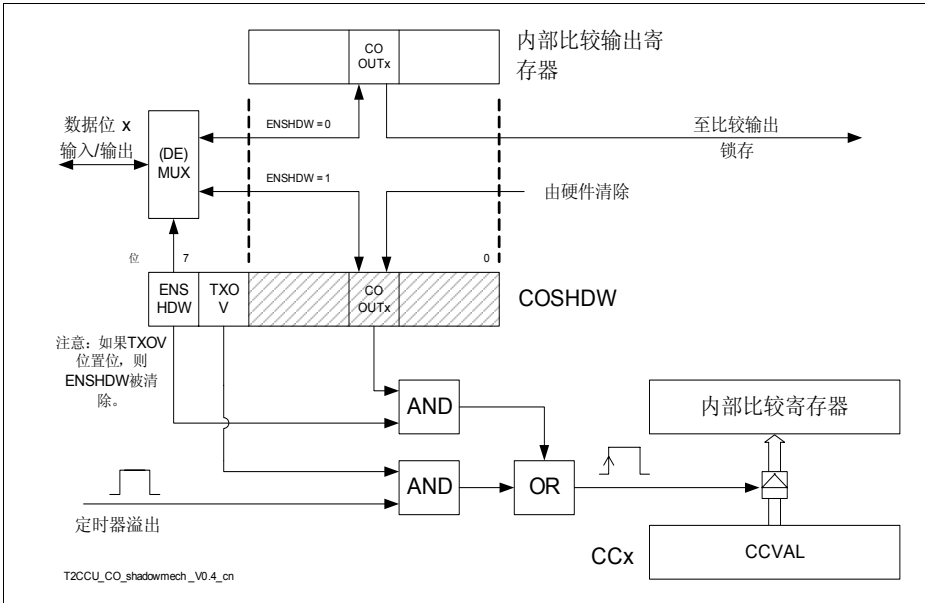 内部比较输出寄
存器
CO
OUTx
数据位 x
输入/输出
(DE)
MUX
ENSHDW = 0
至比较输出
锁存
ENSHDW = 1
由硬件清除
位 7 0
ENS
HDW
TXO
V
CO
OUTx
COSHDW
注意：如果TXOV
位置位，则
ENSHDW被清
除。
AND
内部比较寄存器
AND
OR
定时器溢出
CCx
CCVAL
T2CCU_CO_shadowmech_V0.4_cn